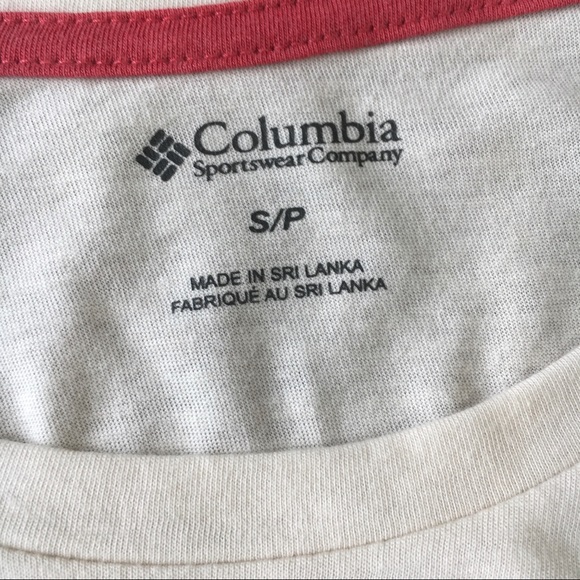 Columbia
Sportswear Company
S/P
MADE IN SRI LANKA
FABRIQUÉ AU SRI LANKA